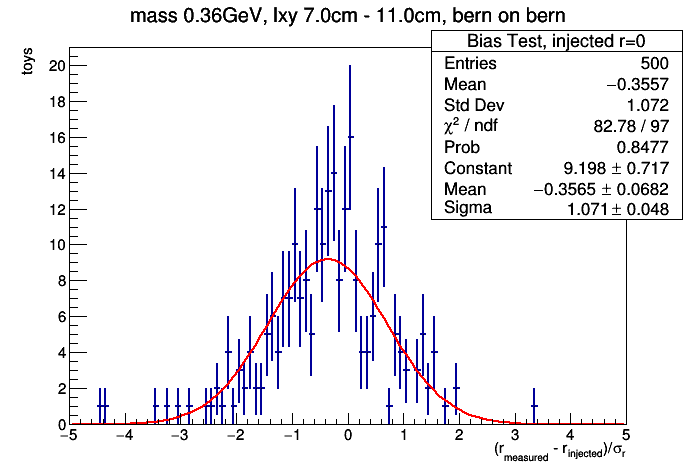 mass 0.36GeV, lxy 7.0cm - 11.0cm, bern on bern
Bias Test, injected r=0
Entries 500
Mean −0.3557
Std Dev 1.072
χ² / ndf 82.78 / 97
Prob 0.8477
Constant 9.198 ± 0.717
Mean −0.3565 ± 0.0682
Sigma 1.071 ± 0.048
toys
20
18
16
14
12
10
8
6
4
2
0
−5 −4 −3 −2 −1 0 1 2 3 4 5
(r_measured - r_injected)/σ_r